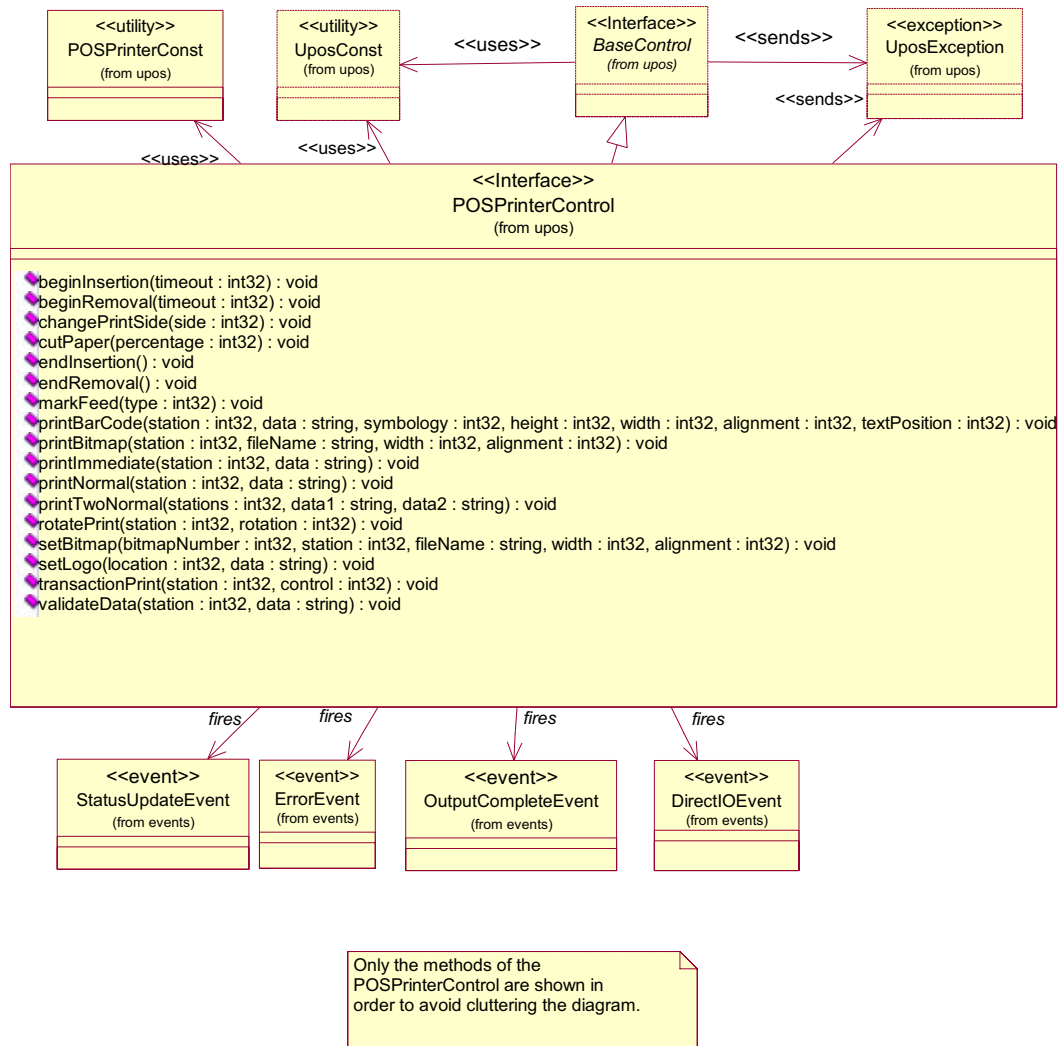 <<utility>>
POSPrinterConst
(from upos)
<<utility>>
UposConst
(from upos)
<<uses>>
<<Interface>>
BaseControl
(from upos)
<<sends>>
<<exception>>
UposException
(from upos)
<<uses>>
<<uses>>
<<sends>>
<<Interface>>
POSPrinterControl
(from upos)
beginInsertion(timeout : int32) : void
beginRemoval(timeout : int32) : void
changePrintSide(side : int32) : void
cutPaper(percentage : int32) : void
endInsertion() : void
endRemoval() : void
markFeed(type : int32) : void
printBarCode(station : int32, data : string, symbology : int32, height : int32, width : int32, alignment : int32, textPosition : int32) : void
printBitmap(station : int32, fileName : string, width : int32, alignment : int32) : void
printImmediate(station : int32, data : string) : void
printNormal(station : int32, data : string) : void
printTwoNormal(stations : int32, data1 : string, data2 : string) : void
rotatePrint(station : int32, rotation : int32) : void
setBitmap(bitmapNumber : int32, station : int32, fileName : string, width : int32, alignment : int32) : void
setLogo(location : int32, data : string) : void
transactionPrint(station : int32, control : int32) : void
validateData(station : int32, data : string) : void
fires
fires
fires
fires
<<event>>
StatusUpdateEvent
(from events)
<<event>>
ErrorEvent
(from events)
<<event>>
OutputCompleteEvent
(from events)
<<event>>
DirectIOEvent
(from events)
Only the methods of the
POSPrinterControl are shown in
order to avoid cluttering the diagram.